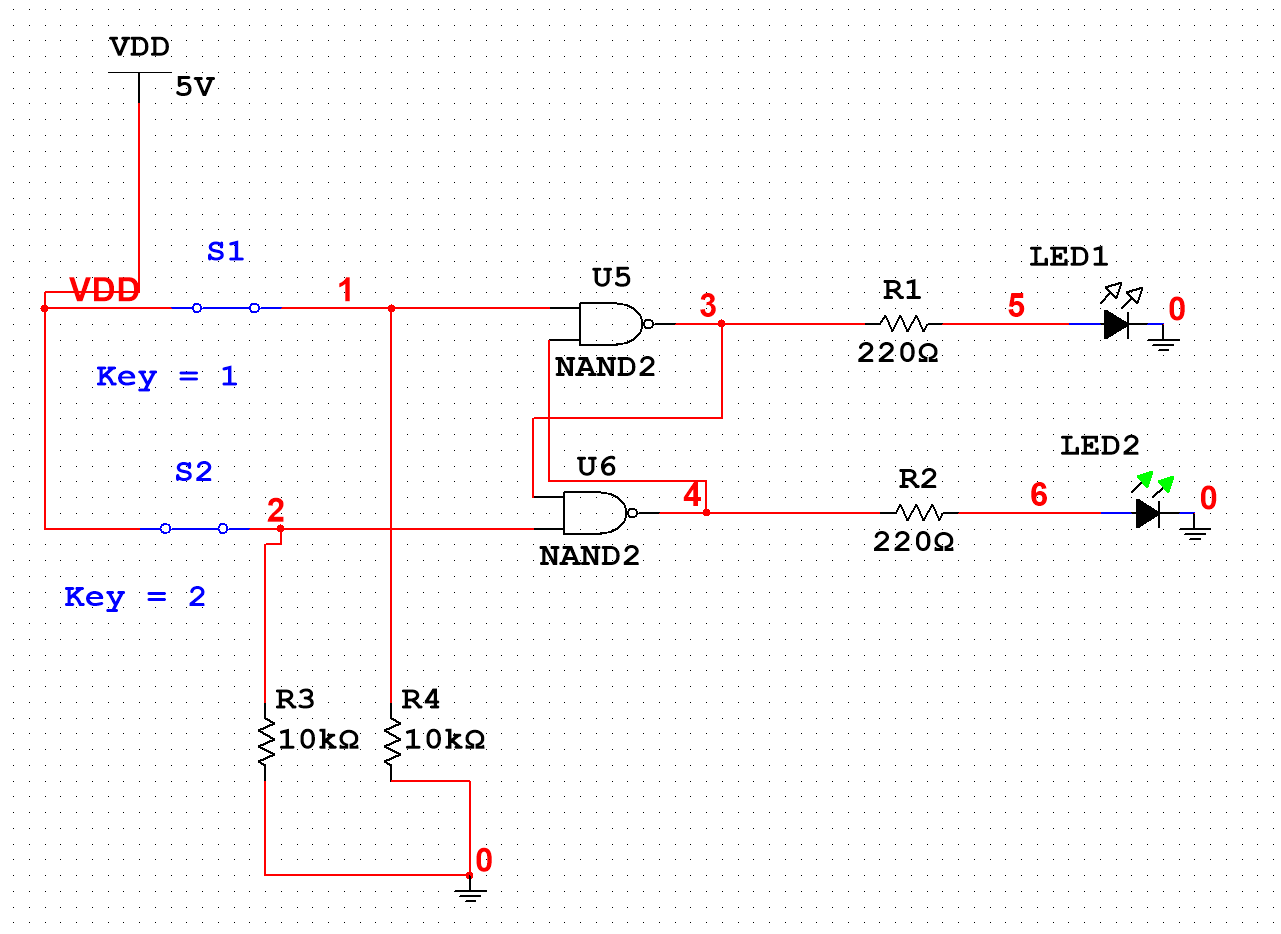 VDD
5V
S1
VDD
1
Key = 1
U5
NAND2
3
R1
220Ω
5
LED1
0
S2
2
Key = 2
U6
NAND2
4
R2
220Ω
6
LED2
0
R3
10kΩ
R4
10kΩ
0